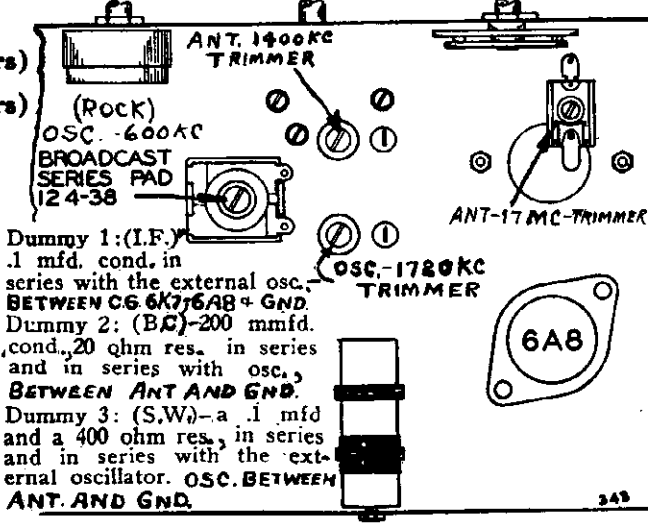 rs)
rs)
ANT. 1400KC
TRIMMER
(ROCK)
OSC. -600KC
BROADCAST
SERIES PAD
124-38
ANT-17MC-TRIMMER
OSC.-1720KC
TRIMMER
6A8
Dummy 1:(I.F.)
.1 mfd. cond. in
series with the external osc.,-
BETWEEN C.G 6K7;6A8 & GND.
Dummy 2: (BC)-200 mmfd.
cond.,20 ohm res. in series
and in series with osc.,
BETWEEN ANT AND GND.
Dummy 3: (S.W.)-a .1 mfd
and a 400 ohm res., in series
and in series with the ext-
ernal oscillator. OSC. BETWEEN
ANT. AND GND.
343